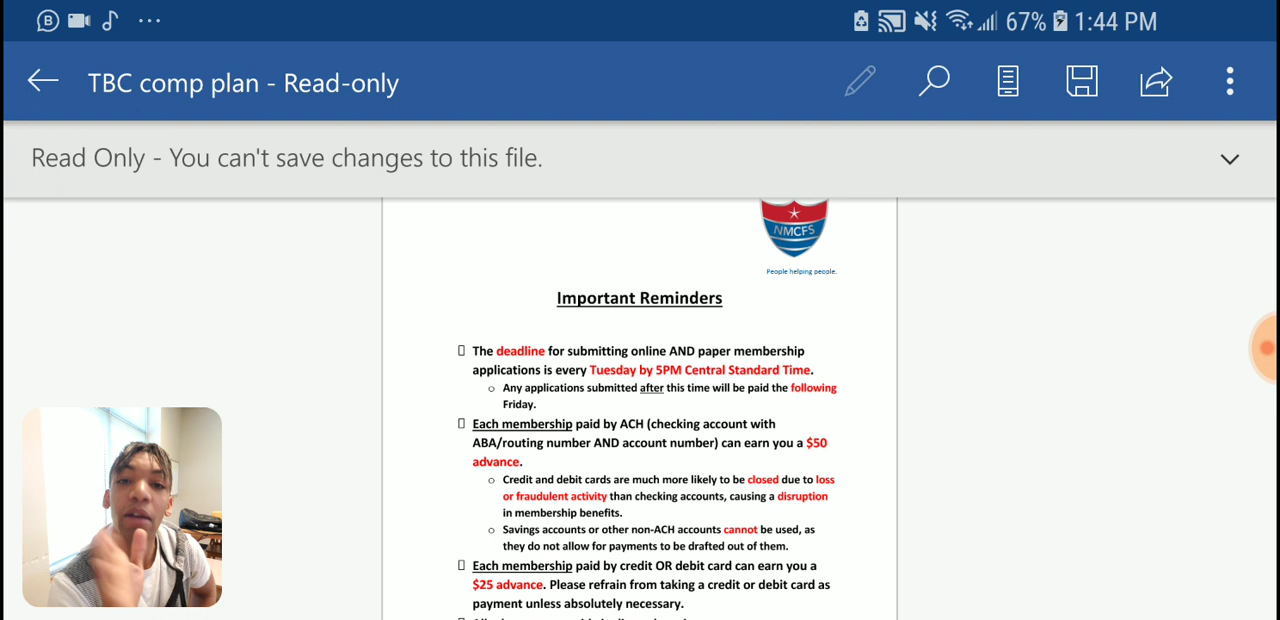 67% 1:44 PM
TBC comp plan - Read-only
Read Only - You can't save changes to this file.
NMCFS
People helping people.
Important Reminders
The deadline for submitting online AND paper membership
applications is every Tuesday by 5PM Central Standard Time.
Any applications submitted after this time will be paid the following
Friday.
Each membership paid by ACH (checking account with
ABA/routing number AND account number) can earn you a $50
advance.
Credit and debit cards are much more likely to be closed due to loss
or fraudulent activity than checking accounts, causing a disruption
in membership benefits.
Savings accounts or other non-ACH accounts cannot be used, as
they do not allow for payments to be drafted out of them.
Each membership paid by credit OR debit card can earn you a
$25 advance. Please refrain from taking a credit or debit card as
payment unless absolutely necessary.